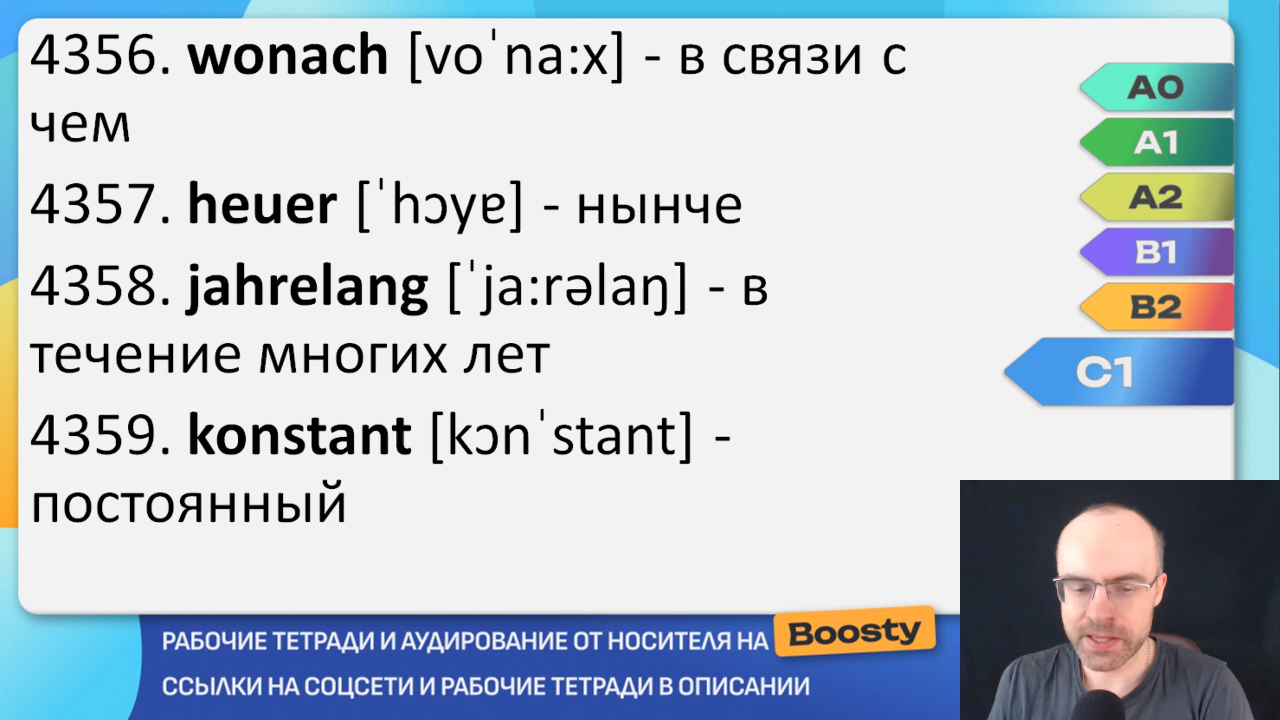 4356. wonach [voˈna:x] - в связи с
чем
4357. heuer [ˈhɔyɐ] - нынче
4358. jahrelang [ˈja:rəlaŋ] - в
течение многих лет
4359. konstant [kɔnˈstant] -
постоянный
A0
A1
A2
B1
B2
C1
РАБОЧИЕ ТЕТРАДИ И АУДИРОВАНИЕ ОТ НОСИТЕЛЯ НА Boosty
ССЫЛКИ НА СОЦСЕТИ И РАБОЧИЕ ТЕТРАДИ В ОПИСАНИИ